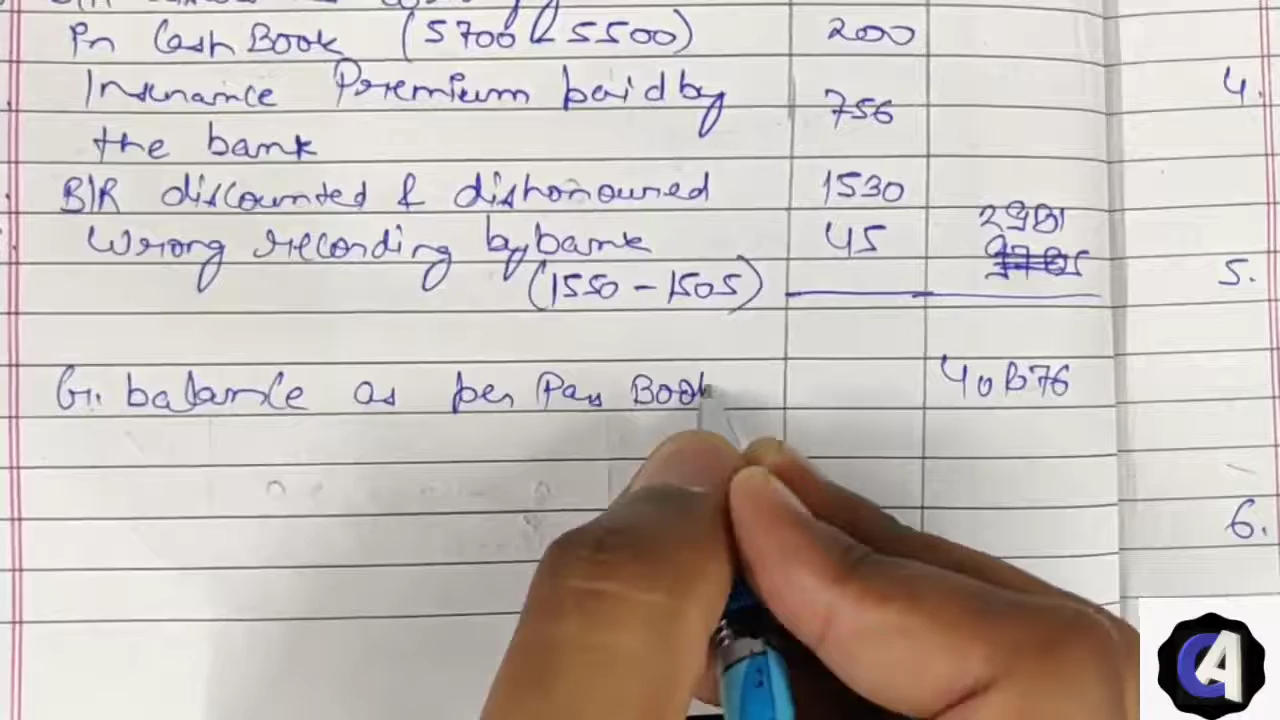 in Cash Book (5700 - 5500) 200
Insurance Premium paid by 756
the bank
B/R discounted & dishonoured 1530
Wrong recording by bank 45 2981
(1550 - 1505)
Cr. balance as per Pass Book 40876
4.
5.
6.
CA